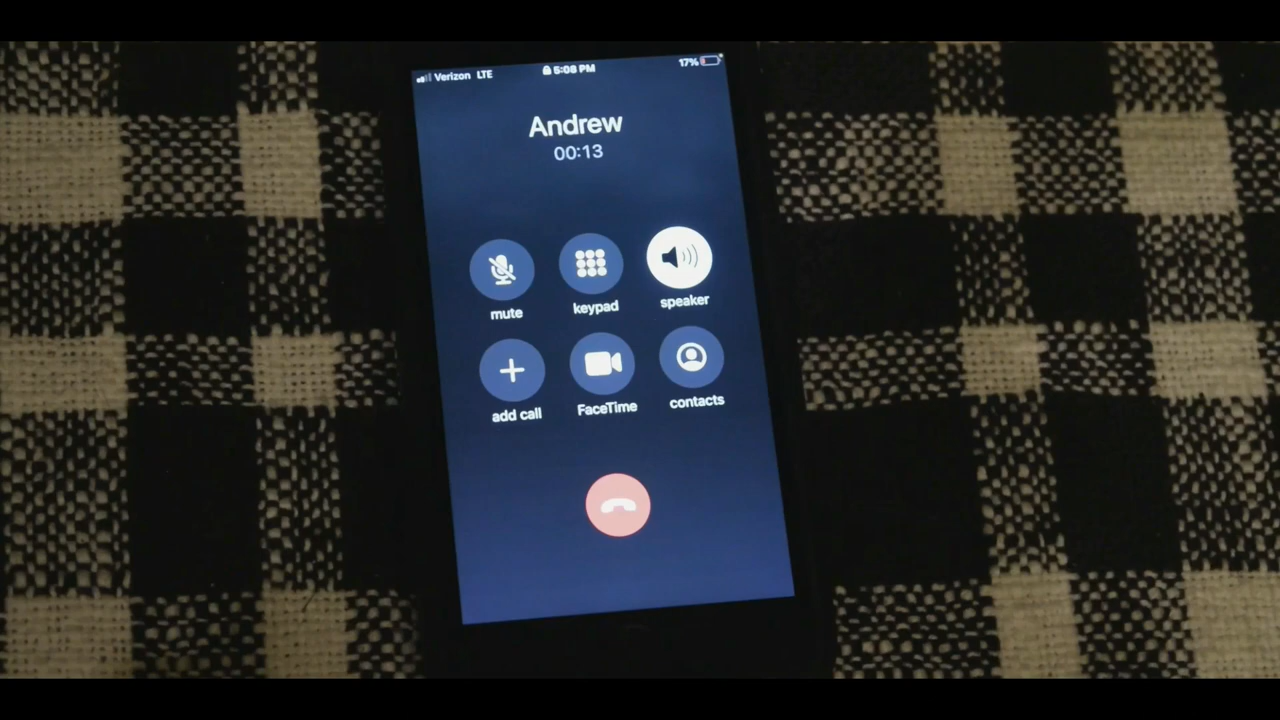 Verizon LTE 5:08 PM 17%
Andrew
00:13
mute keypad speaker
add call FaceTime contacts